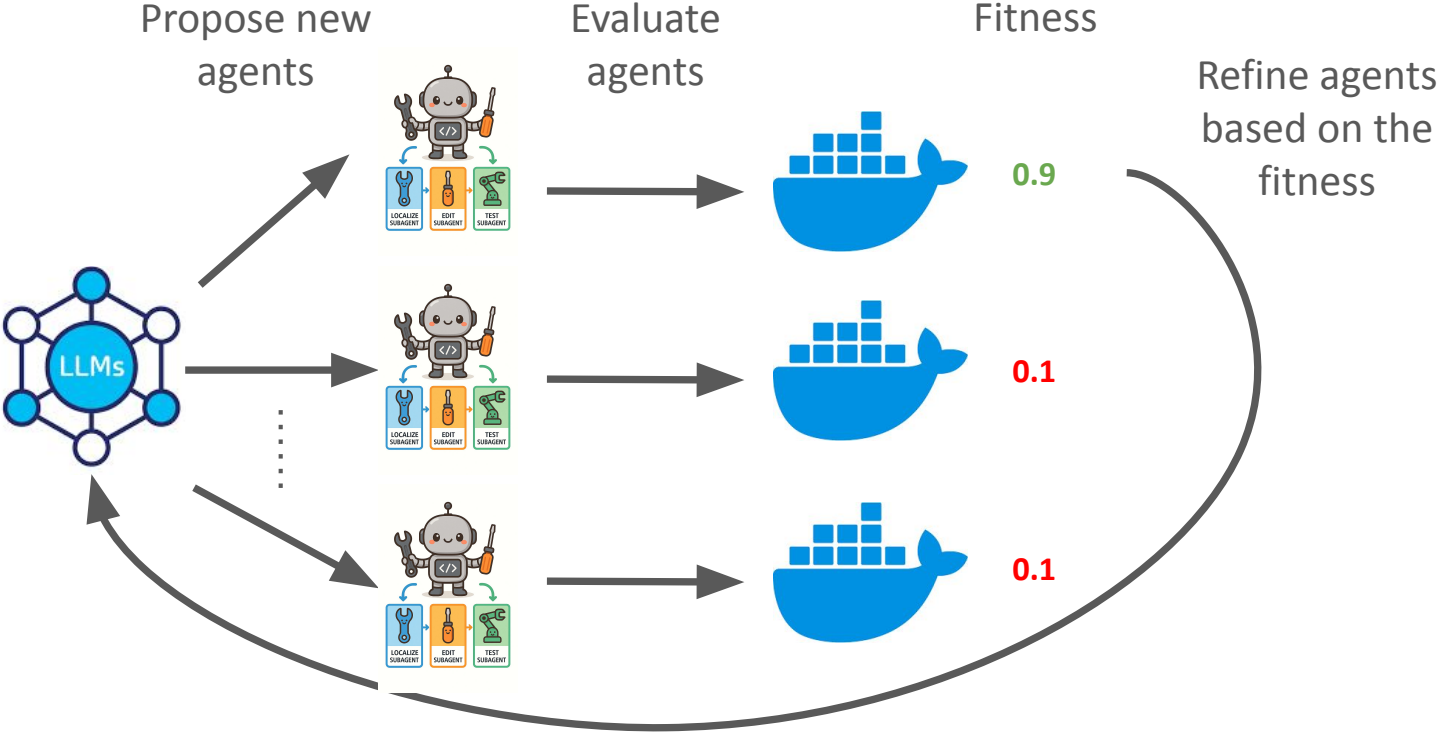 Propose new
agents
Evaluate
agents
Fitness
Refine agents
based on the
fitness
</>
LOCALIZE
SUBAGENT
EDIT
SUBAGENT
TEST
SUBAGENT
0.9
LLMs
</>
LOCALIZE
SUBAGENT
EDIT
SUBAGENT
TEST
SUBAGENT
0.1
</>
LOCALIZE
SUBAGENT
EDIT
SUBAGENT
TEST
SUBAGENT
0.1